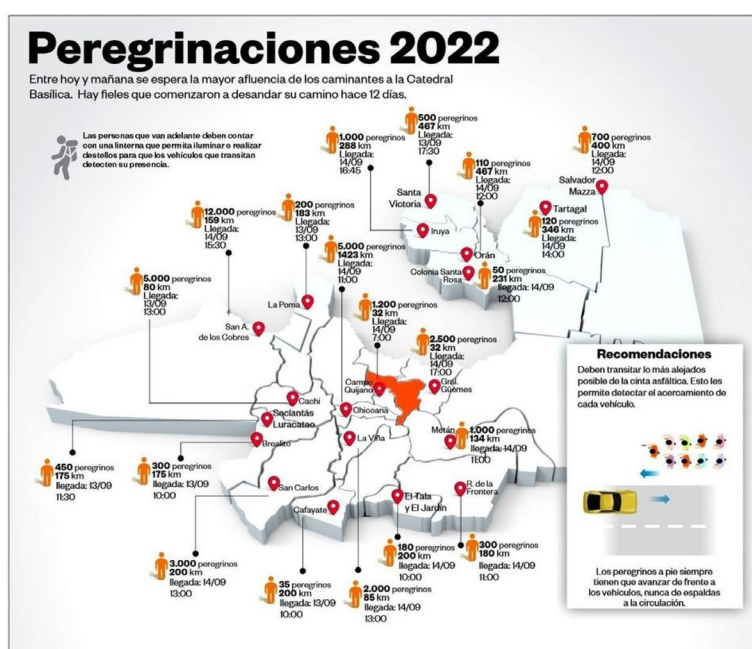 Peregrinaciones 2022
Entre hoy y mañana se espera la mayor afluencia de los caminantes a la Catedral
Basílica. Hay fieles que comenzaron a desandar su camino hace 12 días.
Las personas que van adelante deben contar
con una linterna que permita iluminar o realizar
destellos para que los vehículos que transitan
detecten su presencia.
500 peregrinos
467 km
Llegada:
13/09
17:30
1.000 peregrinos
288 km
Llegada:
14/09
16:45
110 peregrinos
467 km
Llegada:
14/09
12:00
700 peregrinos
400 km
Llegada:
14/09
12:00
Salvador
Mazza
Santa
Victoria
Tartagal
120 peregrinos
346 km
Llegada:
14/09
14:00
Iruya
Orán
Colonia Santa
Rosa
50 peregrinos
231 km
llegada: 14/09
12:00
12.000 peregrinos
159 km
Llegada:
14/09
15:30
200 peregrinos
183 km
Llegada:
13/09
13:00
5.000 peregrinos
1423 km
Llegada:
14/09
11:00
5.000 peregrinos
80 km
Llegada:
13/09
13:00
La Poma
San A.
de los Cobres
1.200 peregrinos
32 km
Llegada:
14/09
7:00
2.500 peregrinos
32 km
Llegada:
14/09
17:00
Campo
Quijano
Gral.
Güemes
Cachi
Chicoana
Seclantás
Luracatao
Brealito
La Viña
Metán
1.000 peregrinos
134 km
llegada: 14/09
11:00
450 peregrinos
175 km
llegada: 13/09
11:30
300 peregrinos
175 km
llegada: 13/09
10:00
San Carlos
Cafayate
El Tala
y El Jardín
R. de la
Frontera
3.000 peregrinos
200 km
llegada: 14/09
13:00
35 peregrinos
200 km
llegada: 13/09
10:00
2.000 peregrinos
85 km
llegada: 14/09
13:00
180 peregrinos
200 km
llegada: 14/09
10:00
300 peregrinos
180 km
llegada: 14/09
11:00
Recomendaciones
Deben transitar lo más alejados
posible de la cinta asfáltica. Esto les
permite detectar el acercamiento de
cada vehículo.
Los peregrinos a pie siempre
tienen que avanzar de frente a
los vehículos, nunca de espaldas
a la circulación.